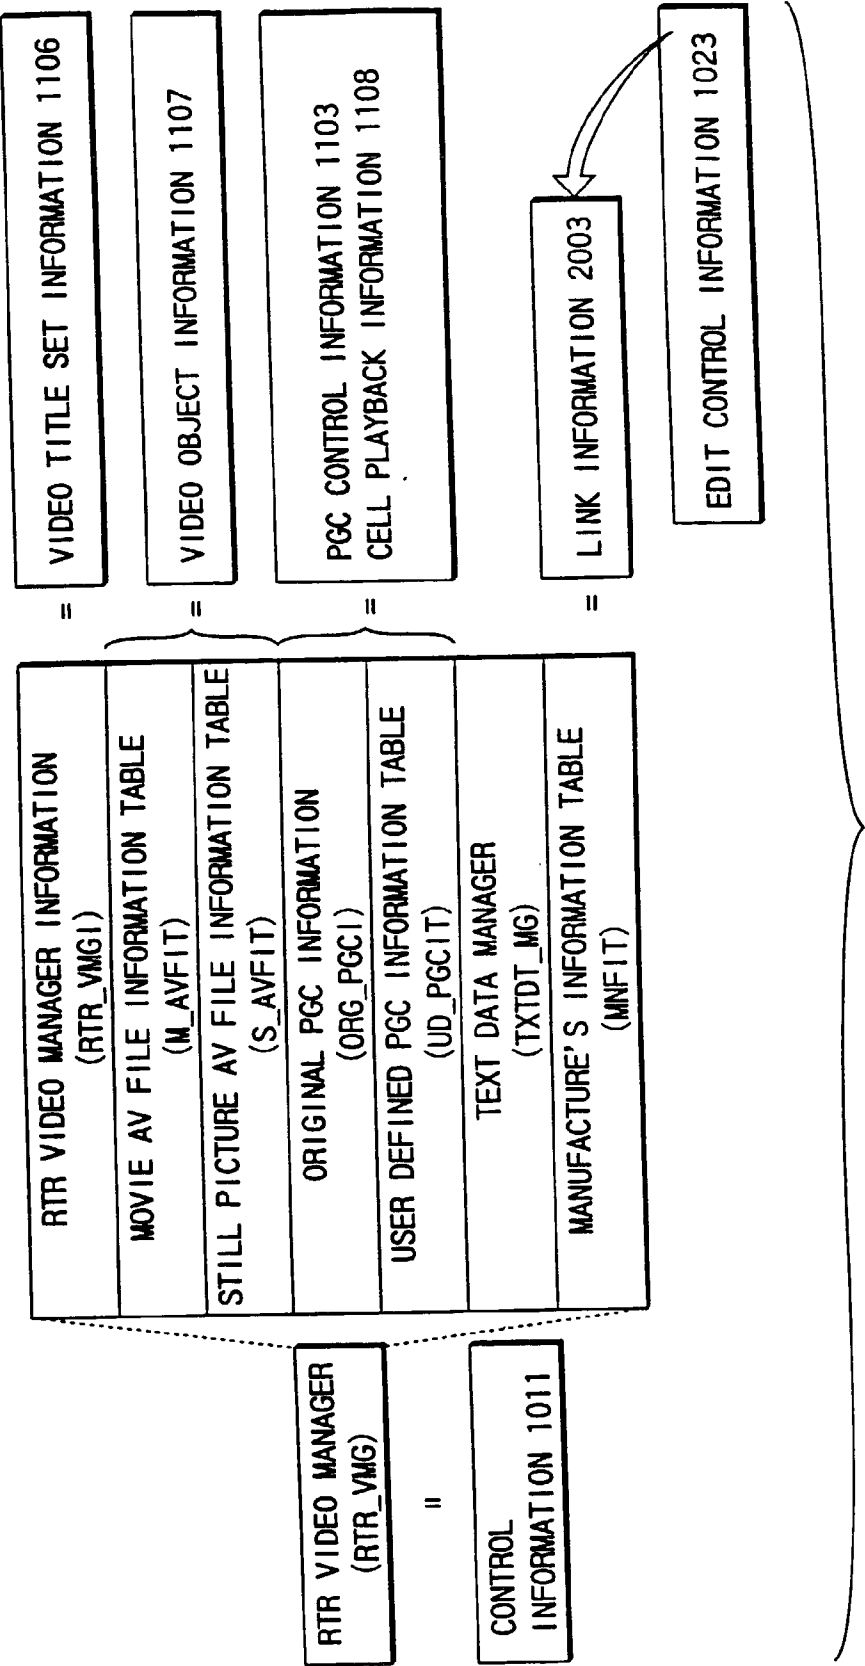 RTR VIDEO MANAGER
(RTR_VMG)
=
CONTROL
INFORMATION 1011
RTR VIDEO MANAGER INFORMATION
(RTR_VMGI)
MOVIE AV FILE INFORMATION TABLE
(M_AVFIT)
STILL PICTURE AV FILE INFORMATION TABLE
(S_AVFIT)
ORIGINAL PGC INFORMATION
(ORG_PGCI)
USER DEFINED PGC INFORMATION TABLE
(UD_PGCIT)
TEXT DATA MANAGER
(TXTDT_MG)
MANUFACTURE'S INFORMATION TABLE
(MNFIT)
= VIDEO TITLE SET INFORMATION 1106
= VIDEO OBJECT INFORMATION 1107
= PGC CONTROL INFORMATION 1103
CELL PLAYBACK INFORMATION 1108
= LINK INFORMATION 2003
EDIT CONTROL INFORMATION 1023